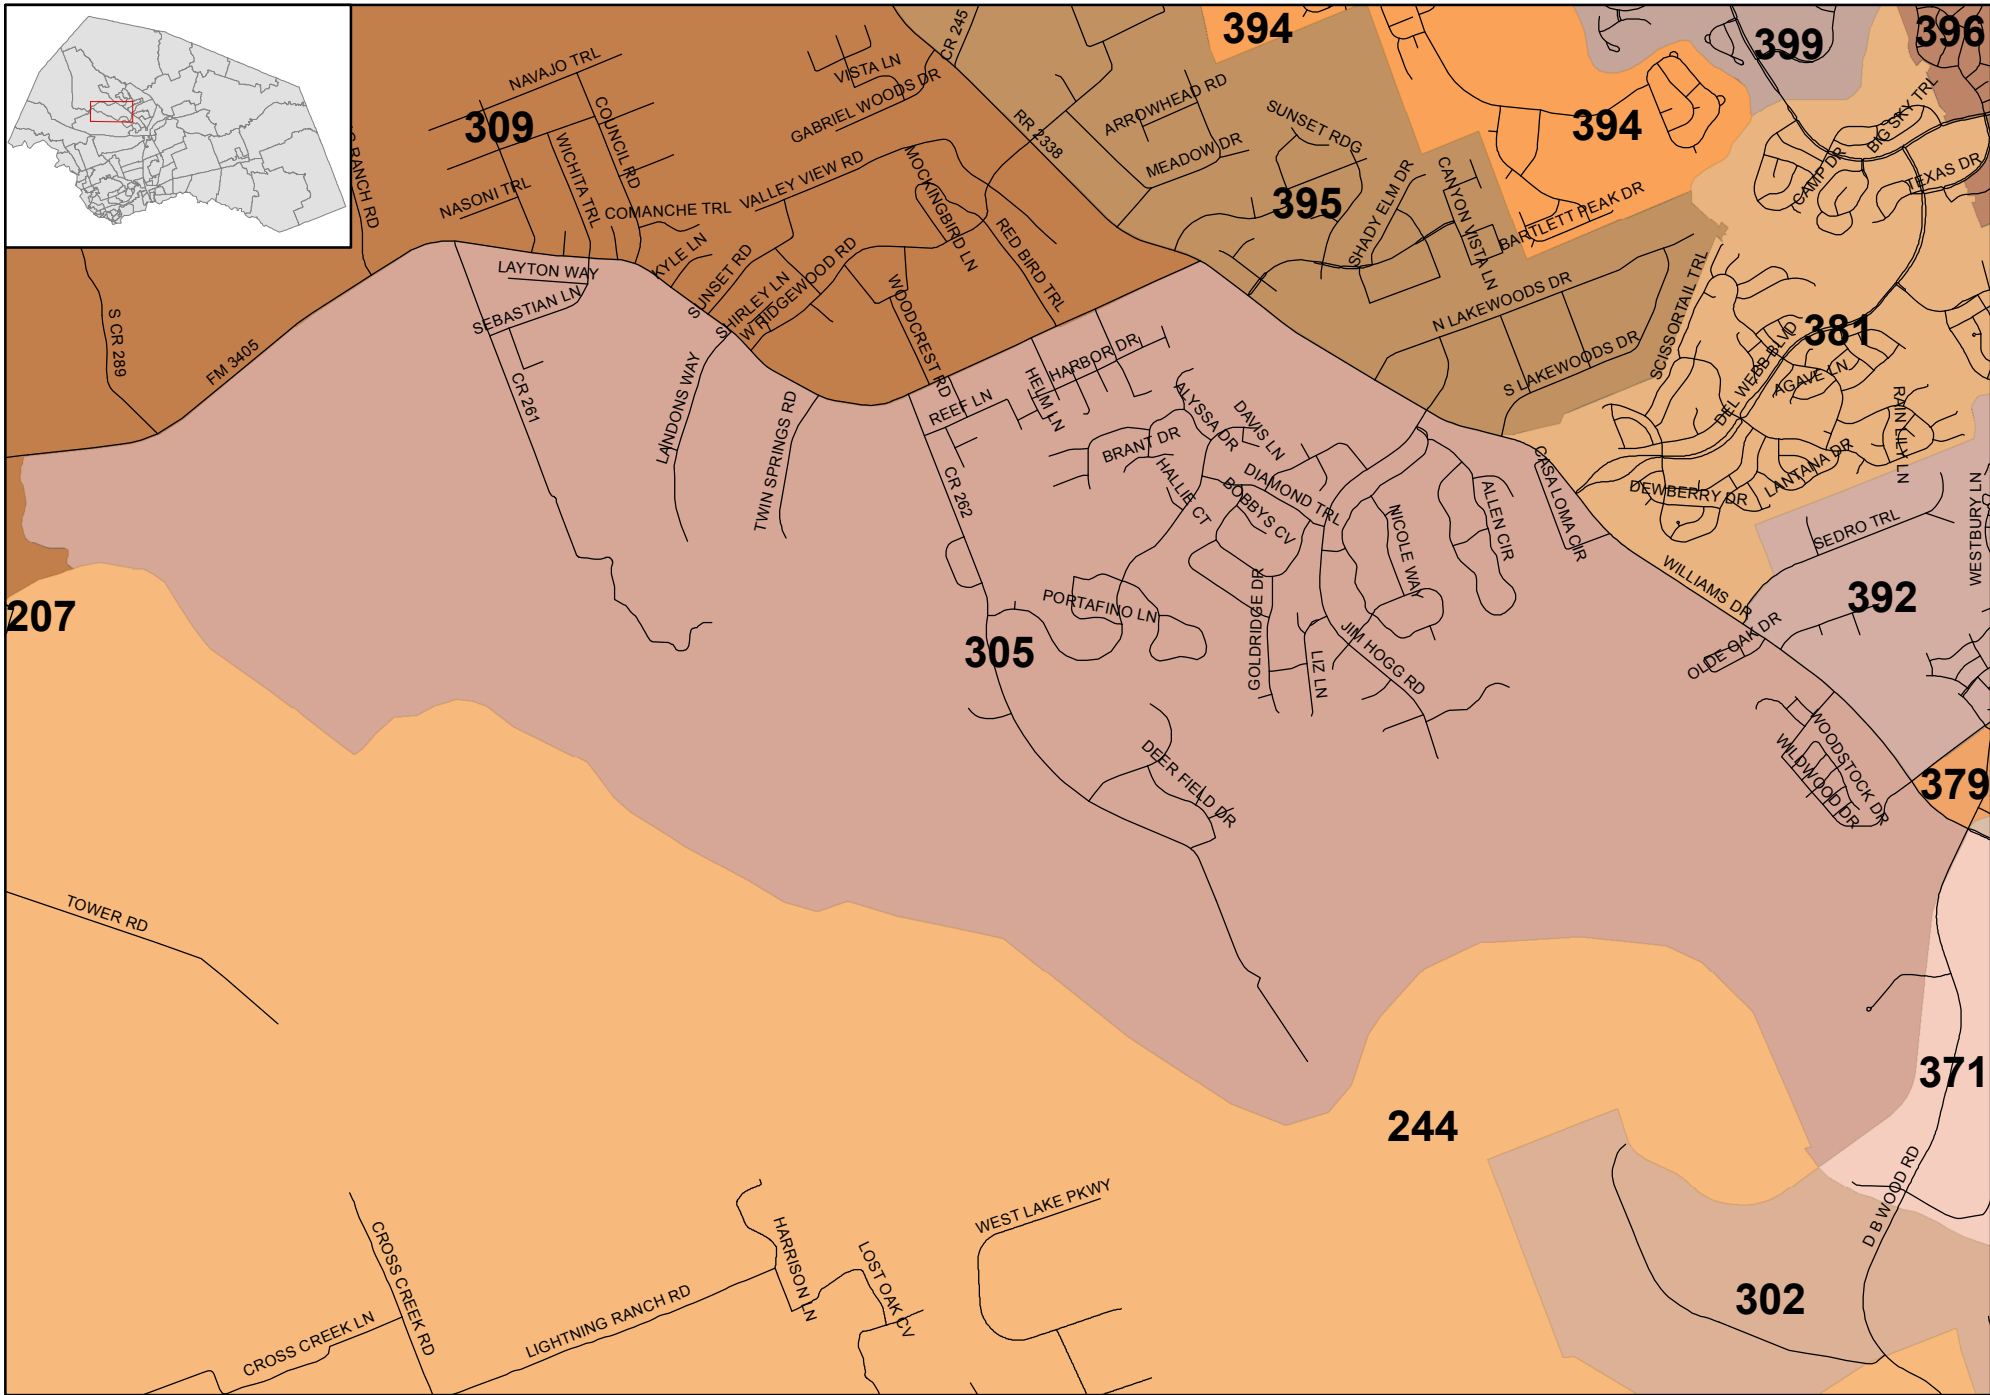 394
399
396
CR 245
NAVAJO TRL
VISTA LN
309
COUNCIL RD
GABRIEL WOODS DR
RR 2338
ARROWHEAD RD
SUNSET RDG
394
BIG SKY TRL
RANCH RD
WICHITA TRL
VALLEY VIEW RD
MOCKINGBIRD LN
MEADOW DR
CAMP DR
TEXAS DR
NASONI TRL
COMANCHE TRL
395
SHADY ELM DR
CANYON VISTA LN
BARTLETT PEAK DR
KYLE LN
SUNSET RD
SHIRLEY LN
W RIDGEWOOD RD
RED BIRD TRL
LAYTON WAY
SEBASTIAN LN
WOODCREST RD
N LAKEWOODS DR
SCISSORTAIL TRL
S CR 289
FM 3405
381
S LAKEWOODS DR
DEL WEBB BLVD
AGAVE LN
HARBOR DR
HELM LN
REEF LN
CR 261
LANDONS WAY
TWIN SPRINGS RD
ALYSSA DR
DAVIS LN
BRANT DR
HALLIE CT
RAIN LILY LN
LANTANA DR
DEWBERRY DR
CASA LOMA CIR
CR 262
DIAMOND TRL
BOBBYS CV
NICOLE WAY
ALLEN CIR
SEDRO TRL
WESTBURY LN
WILLIAMS DR
392
207
PORTAFINO LN
GOLDRIDGE DR
305
LIZ LN
JIM HOGG RD
OLDE OAK DR
WOODSTOCK DR
WILDWOOD DR
379
DEER FIELD DR
TOWER RD
371
244
D B WOOD RD
WEST LAKE PKWY
CROSS CREEK RD
HARRISON LN
LOST OAK CV
LIGHTNING RANCH RD
CROSS CREEK LN
302